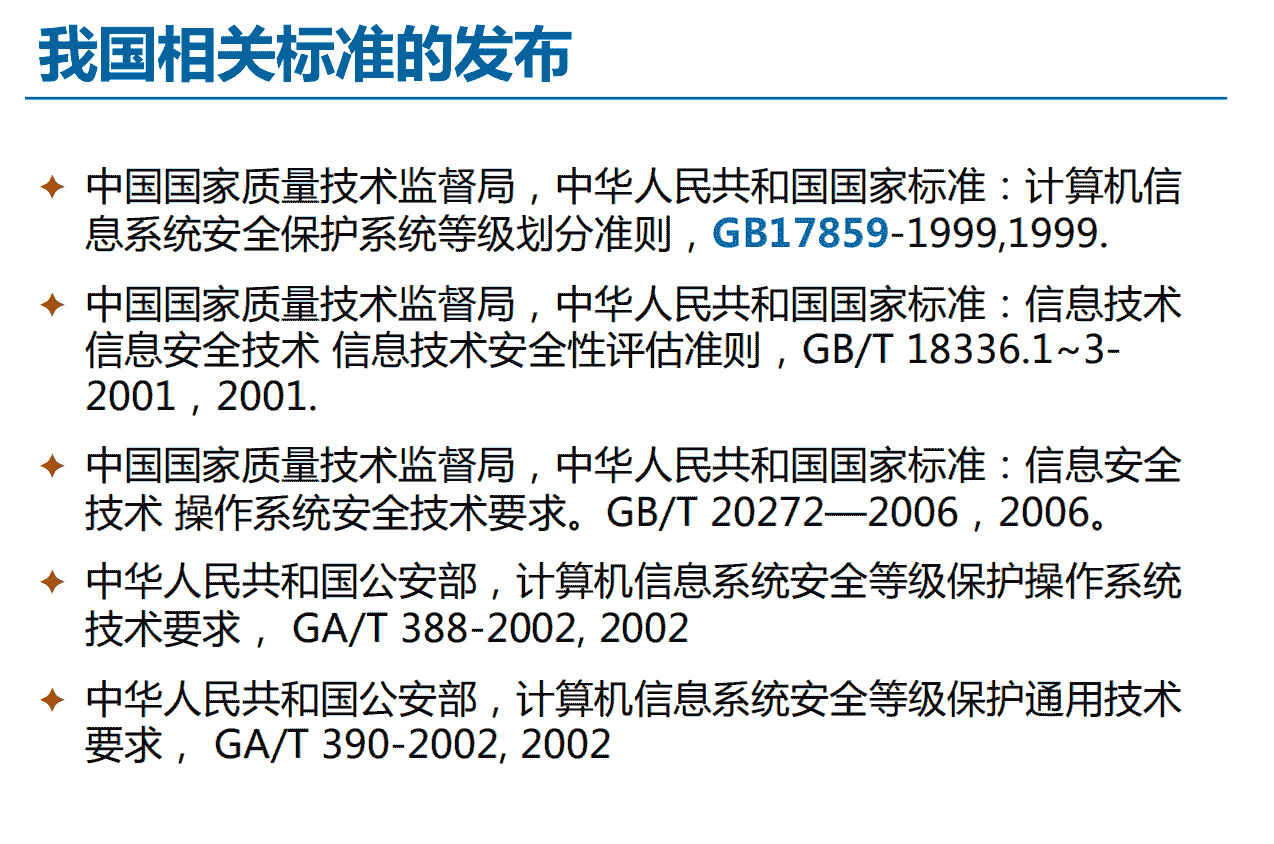 我国相关标准的发布
中国国家质量技术监督局，中华人民共和国国家标准：计算机信
息系统安全保护系统等级划分准则，GB17859-1999,1999.
中国国家质量技术监督局，中华人民共和国国家标准：信息技术
信息安全技术 信息技术安全性评估准则，GB/T 18336.1~3-
2001，2001.
中国国家质量技术监督局，中华人民共和国国家标准：信息安全
技术 操作系统安全技术要求。GB/T 20272—2006，2006。
中华人民共和国公安部，计算机信息系统安全等级保护操作系统
技术要求， GA/T 388-2002, 2002
中华人民共和国公安部，计算机信息系统安全等级保护通用技术
要求， GA/T 390-2002, 2002